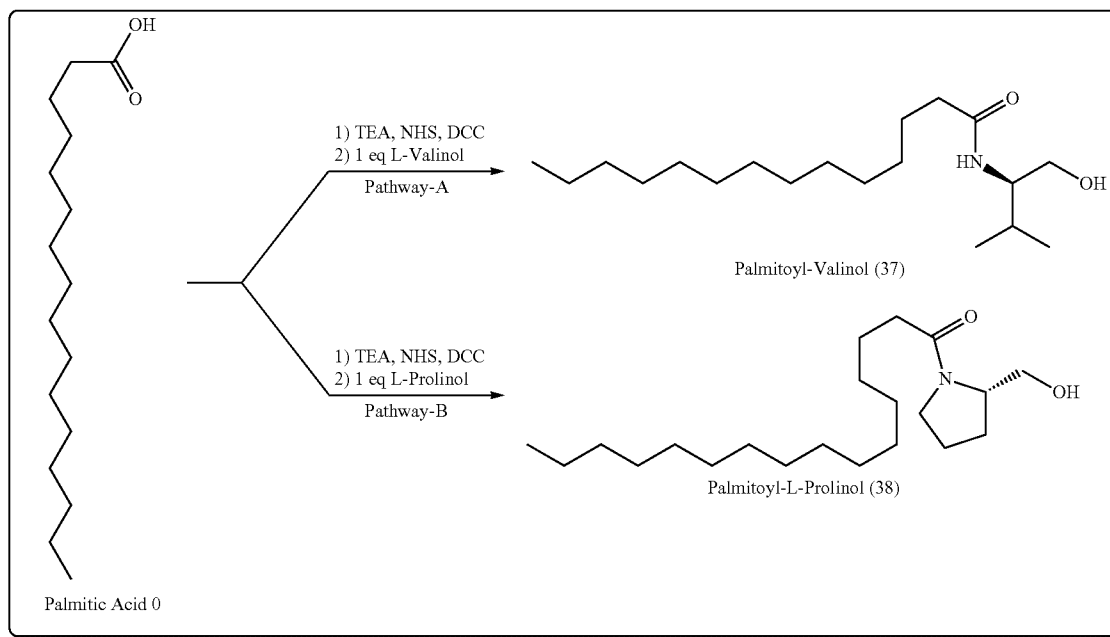 OH
O
1) TEA, NHS, DCC
2) 1 eq L-Valinol
Pathway-A
O
HN
OH
Palmitoyl-Valinol (37)
1) TEA, NHS, DCC
2) 1 eq L-Prolinol
Pathway-B
O
N
OH
Palmitoyl-L-Prolinol (38)
Palmitic Acid 0